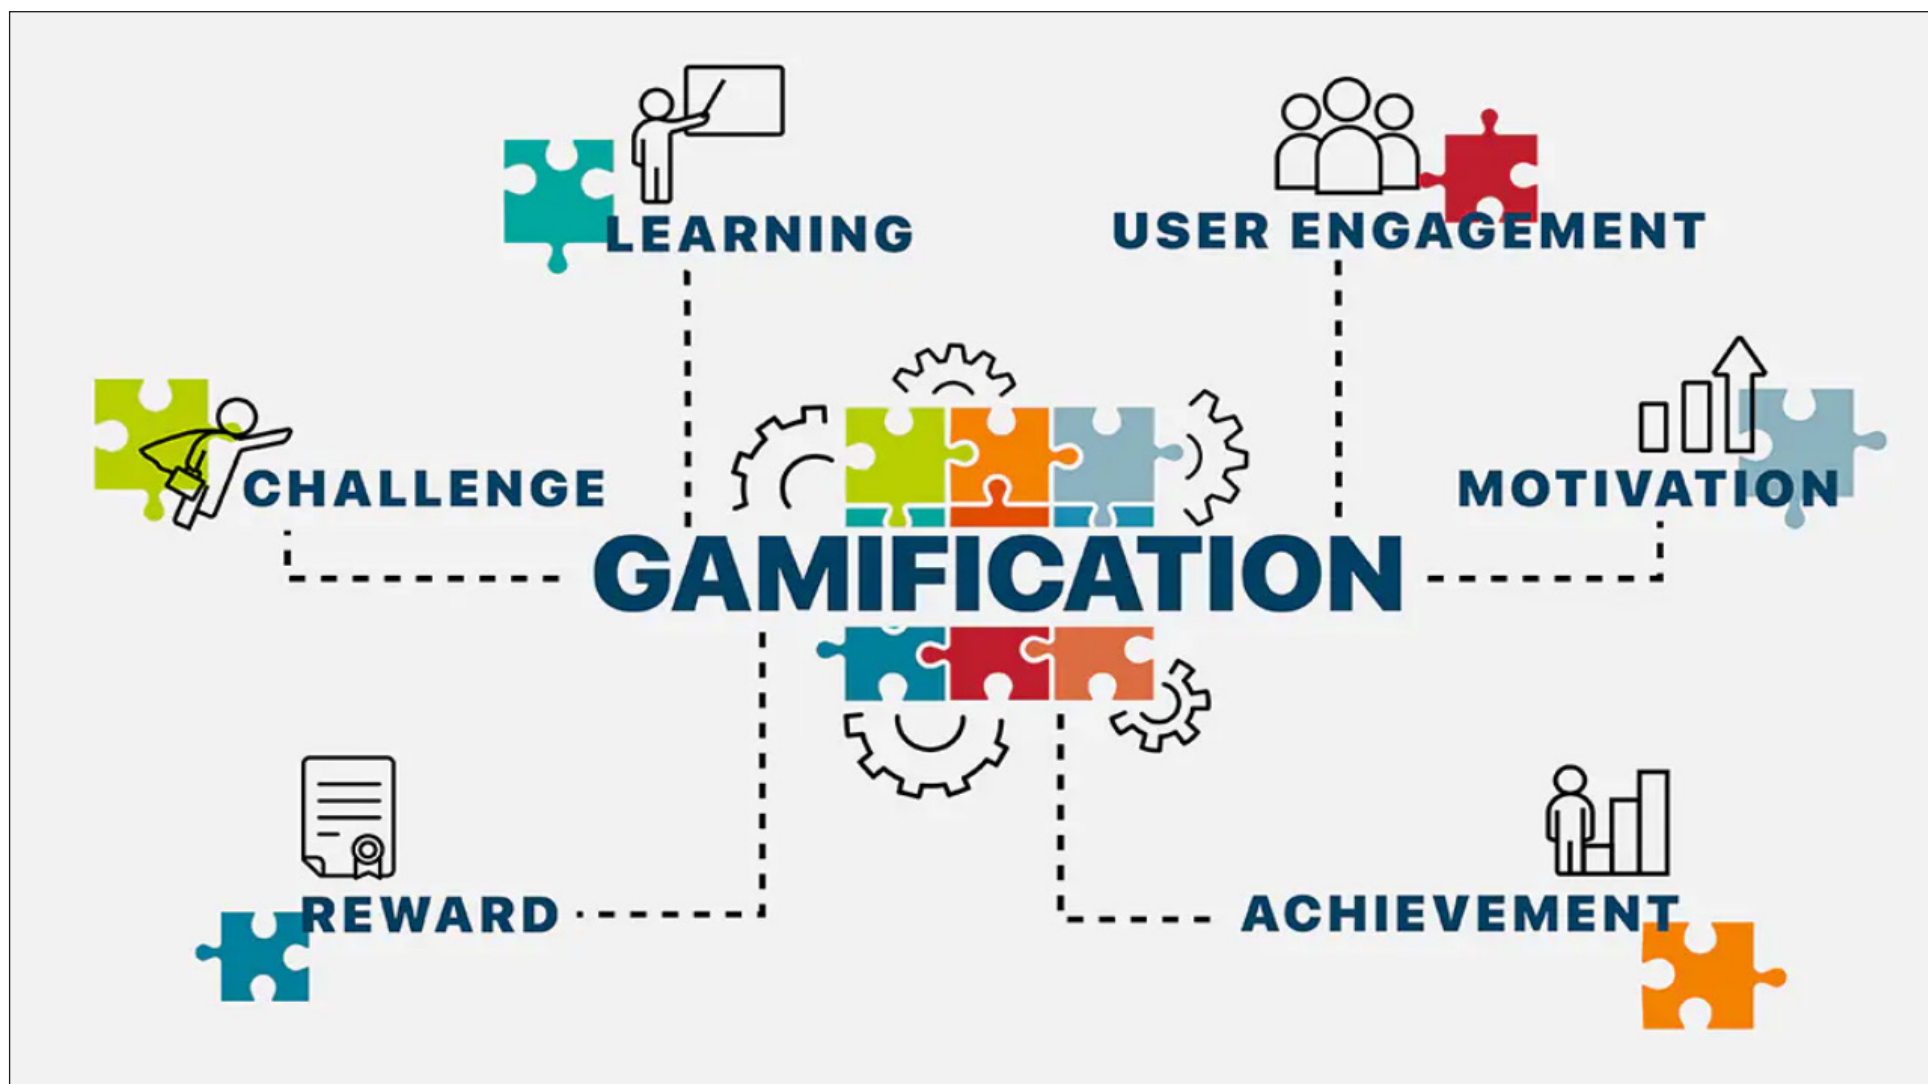 LEARNING
USER ENGAGEMENT
CHALLENGE
MOTIVATION
GAMIFICATION
REWARD
ACHIEVEMENT